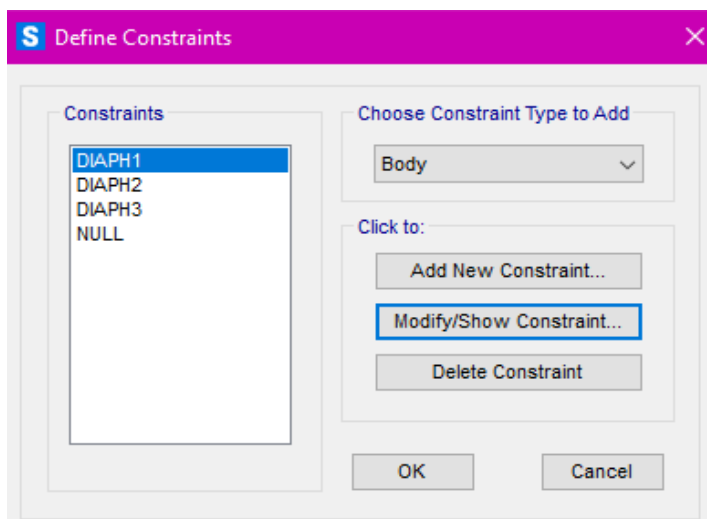 S Define Constraints
Constraints
DIAPH1
DIAPH2
DIAPH3
NULL
Choose Constraint Type to Add
Body
Click to:
Add New Constraint...
Modify/Show Constraint...
Delete Constraint
OK
Cancel